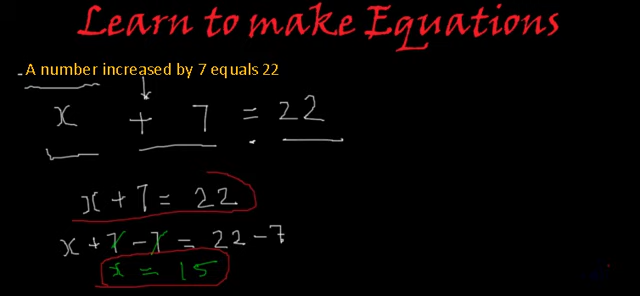 Learn to make Equations
A number increased by 7 equals 22
x + 7 = 22
x + 7 = 22
x + 7 - 7 = 22 - 7
x = 15